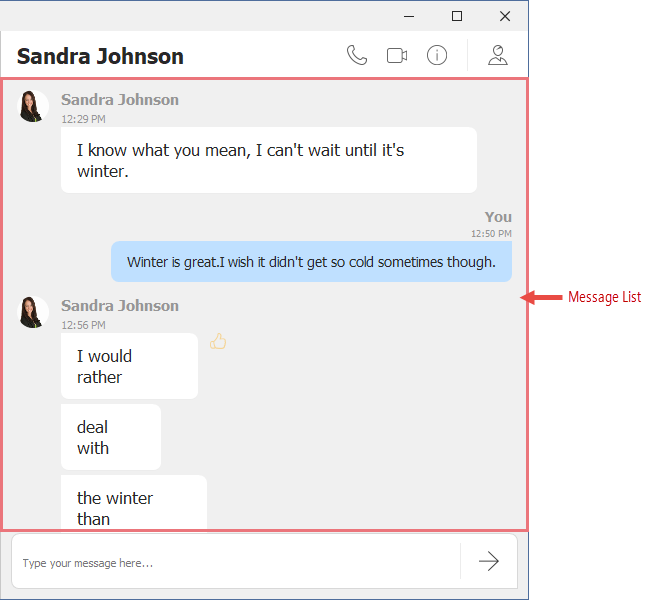 Sandra Johnson
Sandra Johnson
12:29 PM
I know what you mean, I can't wait until it's
winter.
You
12:50 PM
Winter is great.I wish it didn't get so cold sometimes though.
Message List
Sandra Johnson
12:56 PM
I would
rather
deal
with
the winter
than
Type your message here...